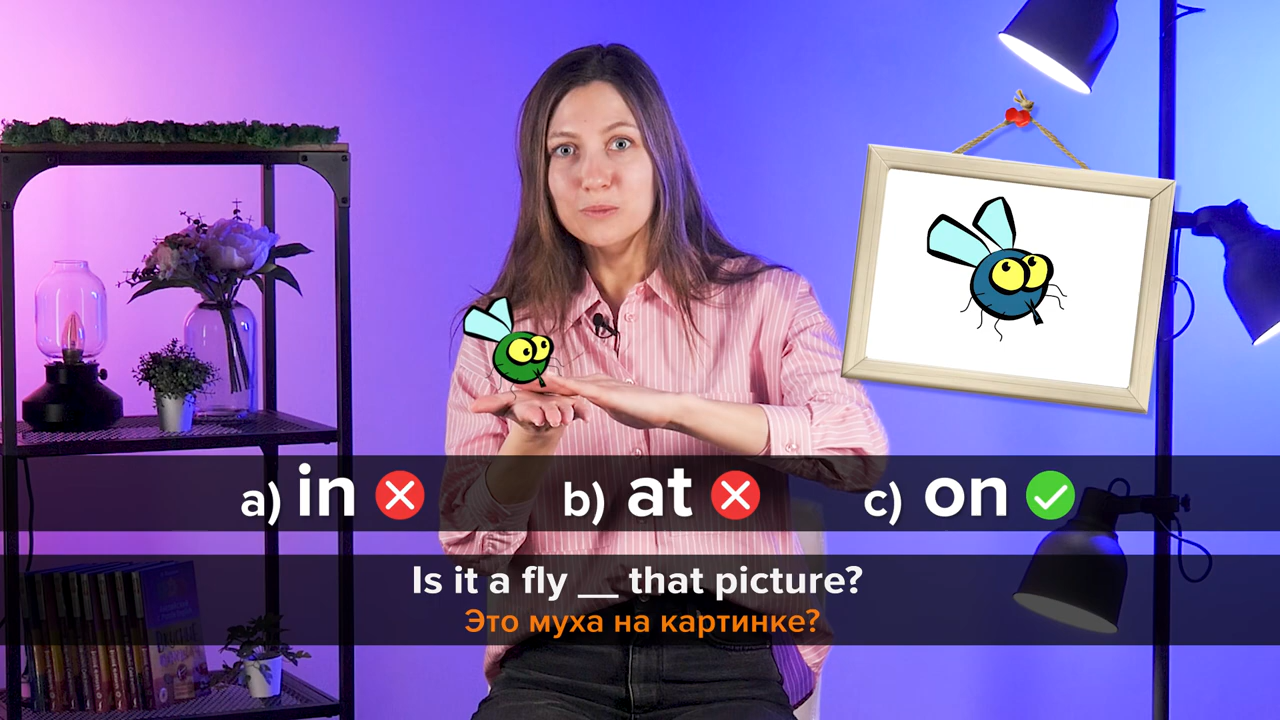 a) in
b) at
c) on
Is it a fly __ that picture?
Это муха на картинке?